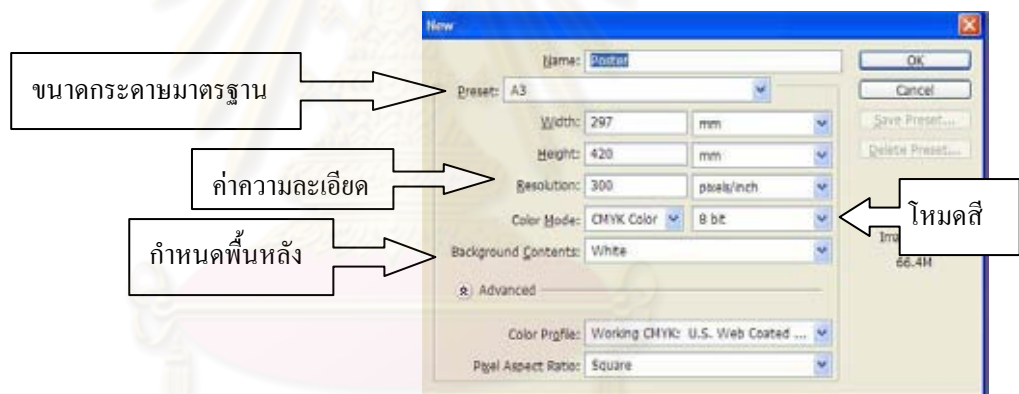 New
Name: Poster
OK
ขนาดกระดาษมาตรฐาน
Preset: A3
Cancel
Width: 297 mm
Save Preset...
Height: 420 mm
Delete Preset...
ค่าความละเอียด
Resolution: 300 pixels/inch
Color Mode: CMYK Color 8 bit
โหมดสี
กำหนดพื้นหลัง
Background Contents: White
66.4M
Advanced
Color Profile: Working CMYK: U.S. Web Coated ...
Pixel Aspect Ratio: Square